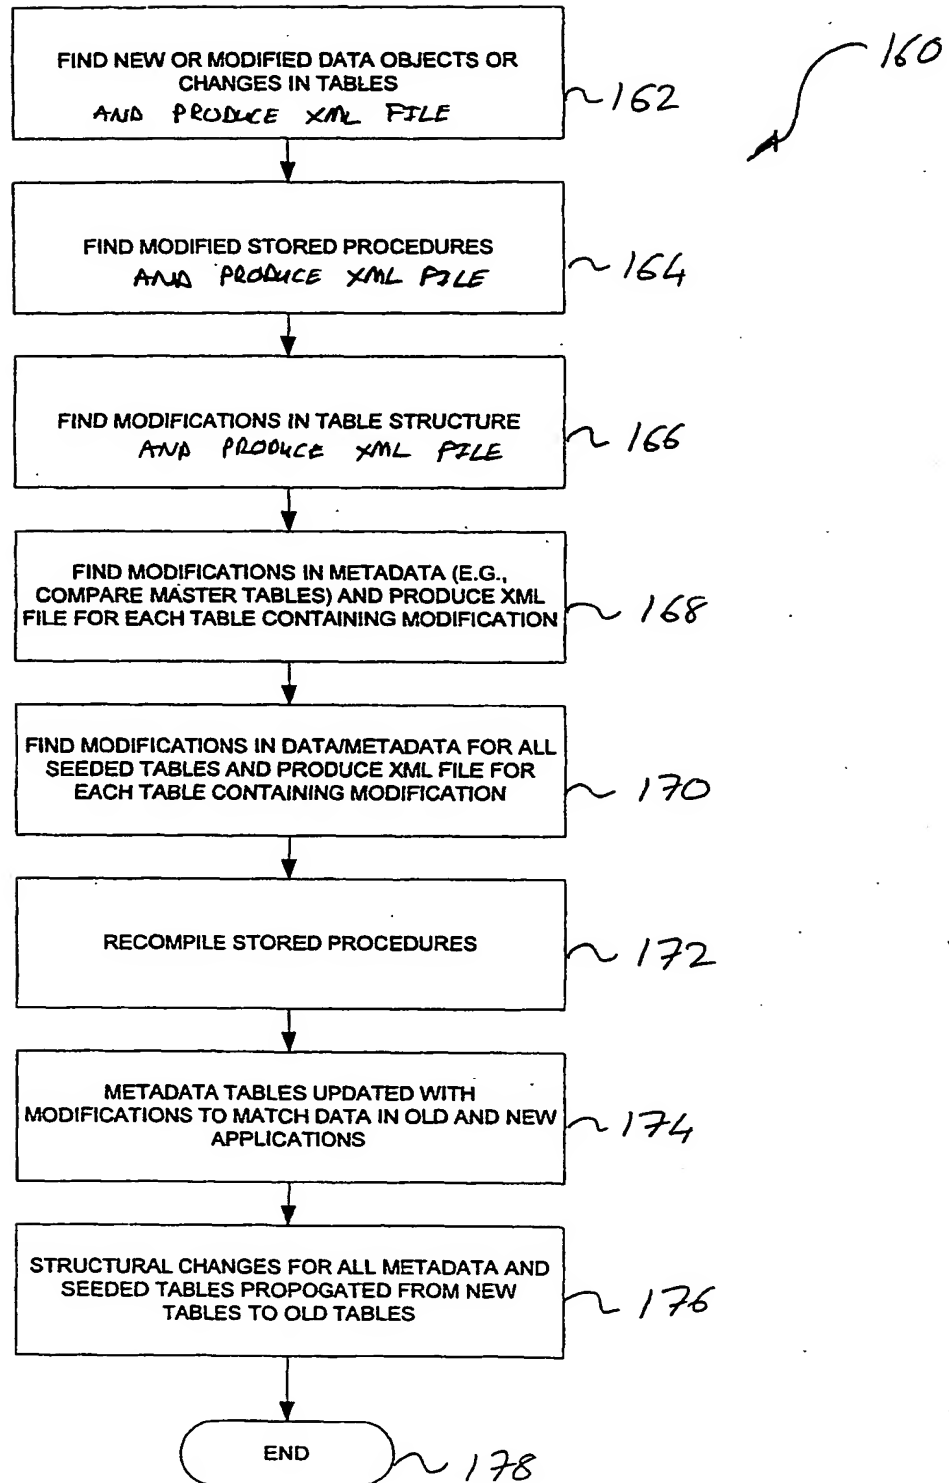 160
FIND NEW OR MODIFIED DATA OBJECTS OR
CHANGES IN TABLES
AND PRODUCE XML FILE
162
FIND MODIFIED STORED PROCEDURES
AND PRODUCE XML FILE
164
FIND MODIFICATIONS IN TABLE STRUCTURE
AND PRODUCE XML FILE
166
FIND MODIFICATIONS IN METADATA (E.G.,
COMPARE MASTER TABLES) AND PRODUCE XML
FILE FOR EACH TABLE CONTAINING MODIFICATION
168
FIND MODIFICATIONS IN DATA/METADATA FOR ALL
SEEDED TABLES AND PRODUCE XML FILE FOR
EACH TABLE CONTAINING MODIFICATION
170
RECOMPILE STORED PROCEDURES
172
METADADA TABLES UPDATED WITH
MODIFICATIONS TO MATCH DATA IN OLD AND NEW
APPLICATIONS
174
STRUCTURAL CHANGES FOR ALL METADATA AND
SEEDED TABLES PROPOGATED FROM NEW
TABLES TO OLD TABLES
176
END
178